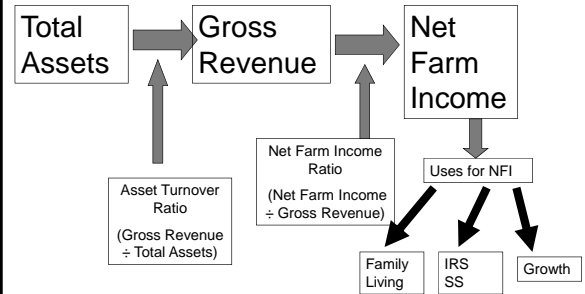 Total
Assets
Gross
Revenue
Net
Farm
Income
Asset Turnover
Ratio
(Gross Revenue
÷ Total Assets)
Net Farm Income
Ratio
(Net Farm Income
÷ Gross Revenue)
Uses for NFI
Family
Living
IRS
SS
Growth